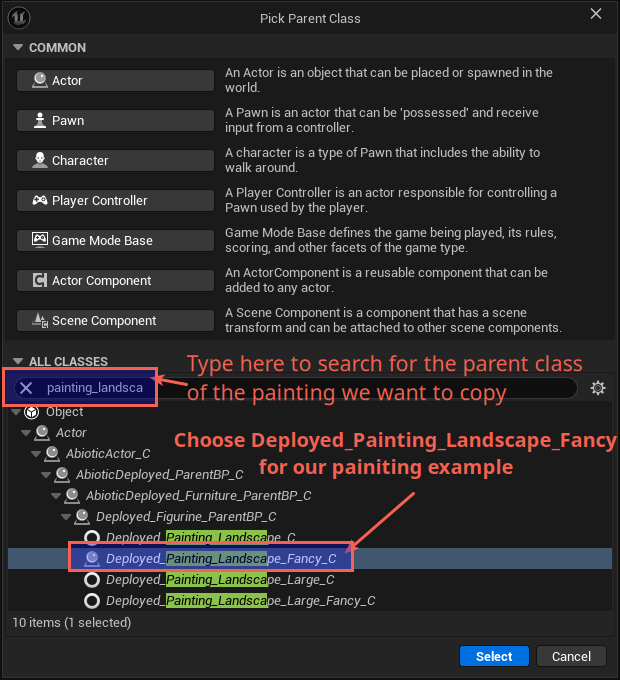 Pick Parent Class
COMMON
Actor
An Actor is an object that can be placed or spawned in the
world.
Pawn
A Pawn is an actor that can be 'possessed' and receive
input from a controller.
Character
A character is a type of Pawn that includes the ability to
walk around.
Player Controller
A Player Controller is an actor responsible for controlling a
Pawn used by the player.
Game Mode Base
Game Mode Base defines the game being played, its rules,
scoring, and other facets of the game type.
Actor Component
An ActorComponent is a reusable component that can be
added to any actor.
Scene Component
A Scene Component is a component that has a scene
transform and can be attached to other scene components.
ALL CLASSES
Type here to search for the parent class
of the painting we want to copy
painting_landsca
Object
Actor
Choose Deployed_Painting_Landscape_Fancy
for our painiting example
AbioticActor_C
AbioticDeployed_ParentBP_C
AbioticDeployed_Furniture_ParentBP_C
Deployed_Figurine_ParentBP_C
Deployed_Painting_Landscape_C
Deployed_Painting_Landscape_Fancy_C
Deployed_Painting_Landscape_Large_C
Deployed_Painting_Landscape_Large_Fancy_C
10 items (1 selected)
Select
Cancel